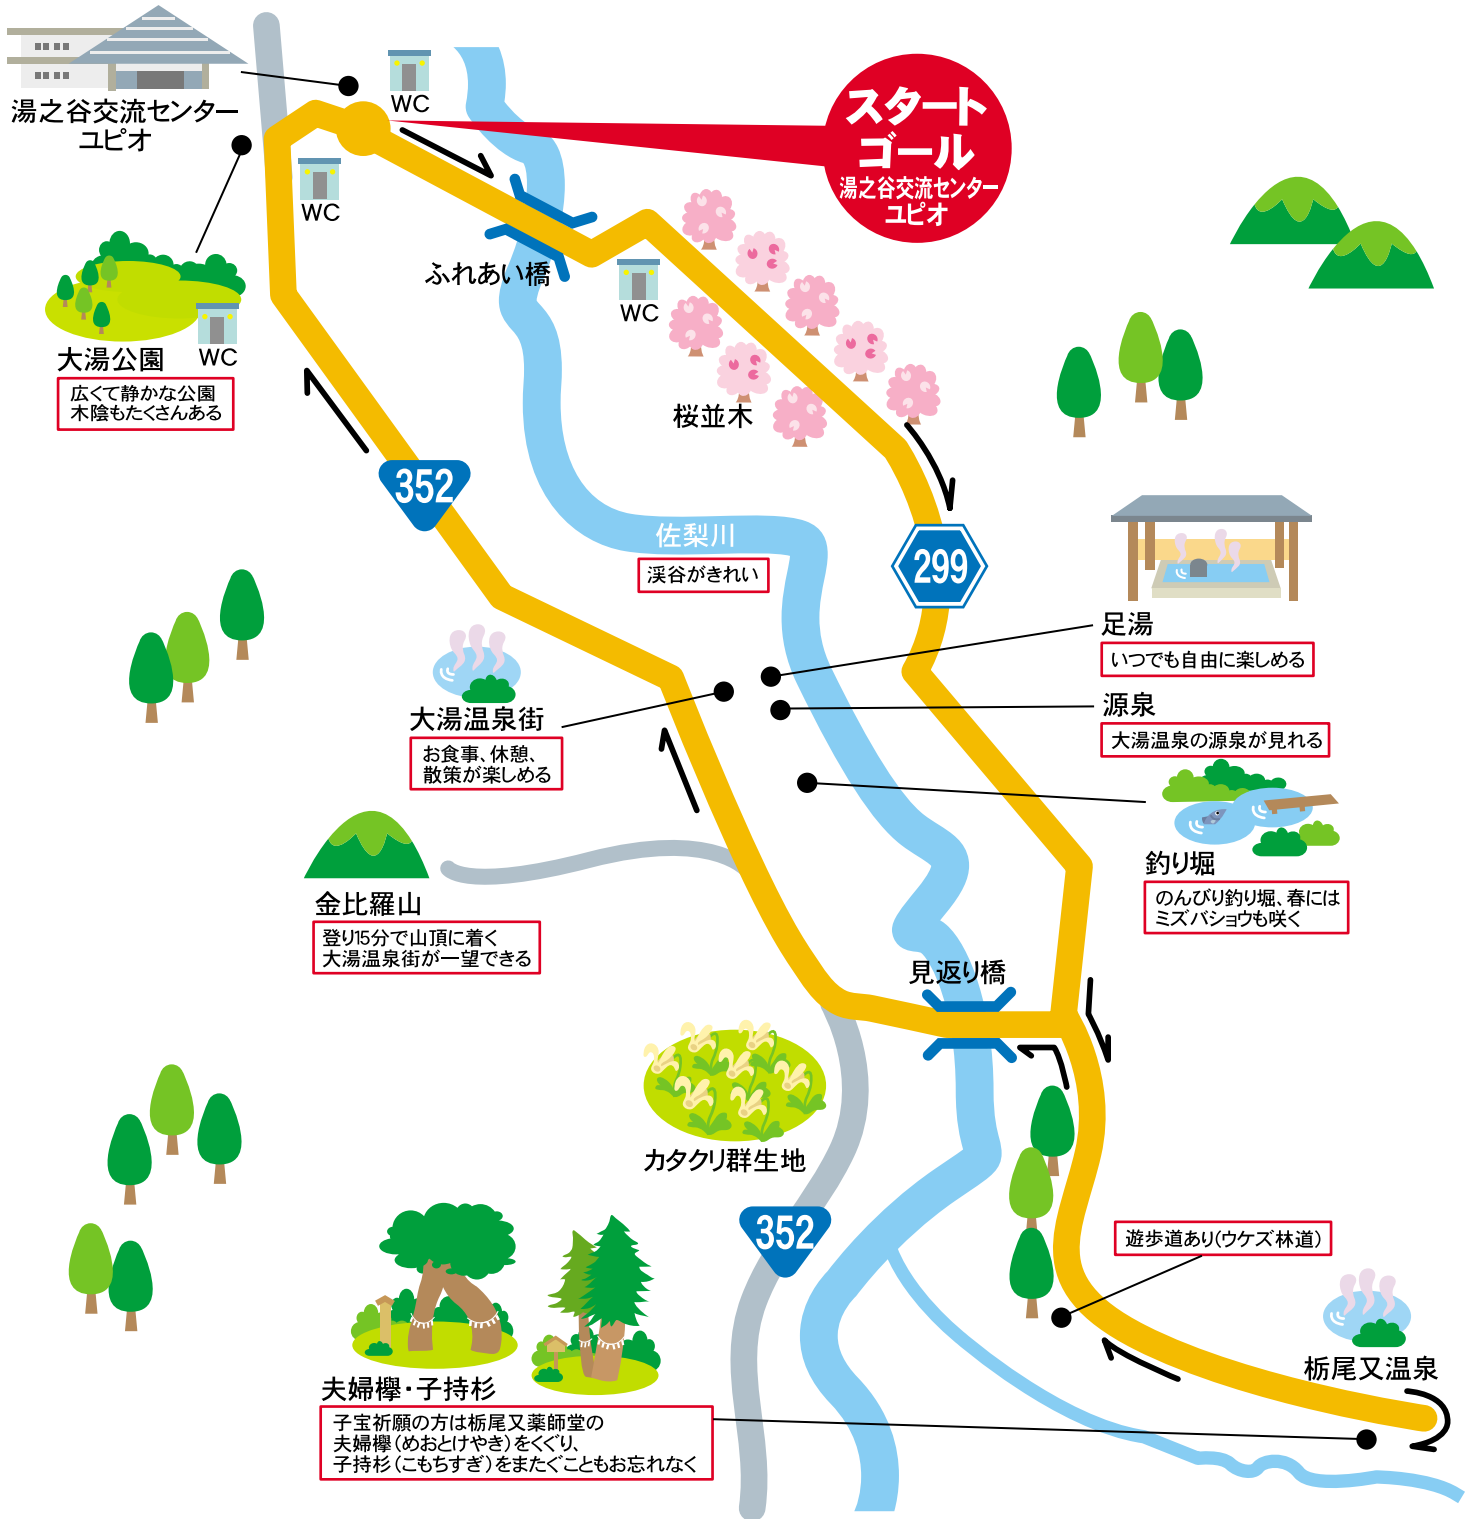 湯之谷交流センター
ユピオ
WC
スタート
ゴール
湯之谷交流センター
ユピオ
WC
ふれあい橋
WC
大湯公園
WC
広くて静かな公園
木陰もたくさんある
桜並木
352
佐梨川
渓谷がきれい
299
足湯
いつでも自由に楽しめる
大湯温泉街
お食事、休憩、
散策が楽しめる
源泉
大湯温泉の源泉が見れる
釣り堀
のんびり釣り堀、春には
ミズバショウも咲く
金比羅山
登り15分で山頂に着く
大湯温泉街が一望できる
見返り橋
カタクリ群生地
352
遊歩道あり(ウケズ林道)
栃尾又温泉
夫婦欅・子持杉
子宝祈願の方は栃尾又薬師堂の
夫婦欅(めおとけやき)をくぐり、
子持杉(こもちすぎ)をまたぐこともお忘れなく